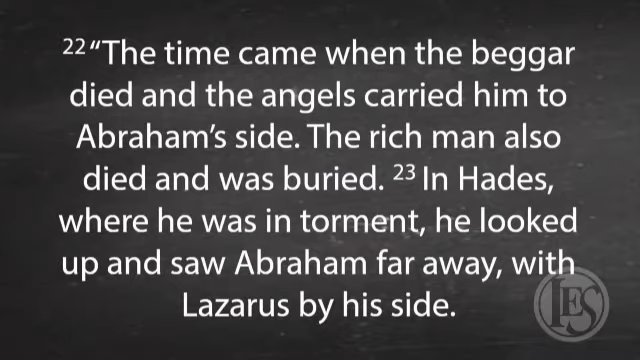 22 “The time came when the beggar
died and the angels carried him to
Abraham’s side. The rich man also
died and was buried. 23 In Hades,
where he was in torment, he looked
up and saw Abraham far away, with
Lazarus by his side.
IES